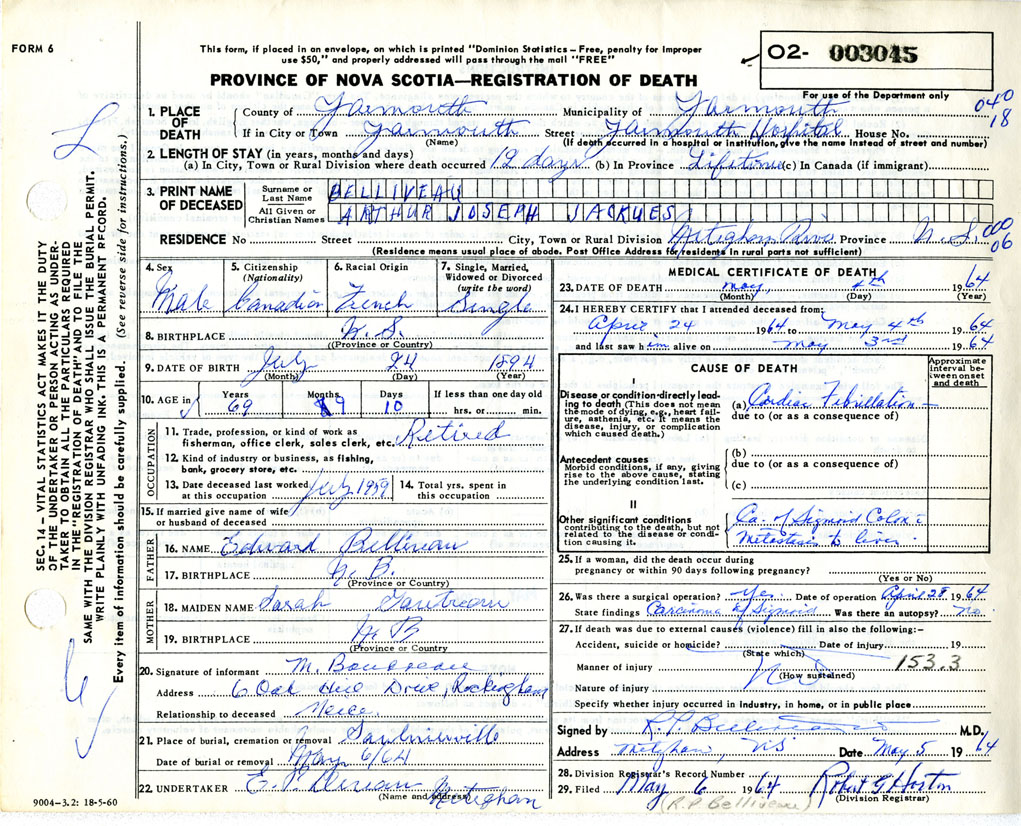 FORM 6
This form, if placed in an envelope, on which is printed "Dominion Statistics – Free, penalty for improper
use $50," and properly addressed will pass through the mail "FREE"
PROVINCE OF NOVA SCOTIA—REGISTRATION OF DEATH
O2- 003045
For use of the Department only
040
18
1. PLACE OF DEATH
County of Yarmouth Municipality of Yarmouth
If in City or Town Yarmouth Street Yarmouth Hospital House No.
(Name) (If death occurred in a hospital or institution, give the name instead of street and number)
2. LENGTH OF STAY (in years, months and days)
(a) In City, Town or Rural Division where death occurred 12 days (b) In Province Lifetime (c) In Canada (if immigrant)
3. PRINT NAME OF DECEASED
Surname or Last Name BELLIVEAU
All Given or Christian Names ARTHUR JOSEPH JACKUES
RESIDENCE No Street City, Town or Rural Division Meteghan River Province N.S. 000
06
(Residence means usual place of abode. Post Office Address for residents in rural parts not sufficient)
4. Sex Male
5. Citizenship (Nationality) Canadian
6. Racial Origin French
7. Single, Married, Widowed or Divorced (write the word) Single
8. BIRTHPLACE N.S.
(Province or Country)
9. DATE OF BIRTH July 24 1894
(Month) (Day) (Year)
10. AGE in Years 69 Months 9 Days 10 If less than one day old hrs. or min.
OCCUPATION
11. Trade, profession, or kind of work as fisherman, office clerk, sales clerk, etc. Retired
12. Kind of industry or business, as fishing, bank, grocery store, etc.
13. Date deceased last worked at this occupation July 1959
14. Total yrs. spent in this occupation
15. If married give name of wife or husband of deceased
FATHER
16. NAME Edward Belliveau
17. BIRTHPLACE N.B.
(Province or Country)
MOTHER
18. MAIDEN NAME Sarah Gautreau
19. BIRTHPLACE N B
(Province or Country)
20. Signature of informant M. Boudreau
Address 6 Oak Drive, Rockingham
Relationship to deceased Neice
21. Place of burial, cremation or removal Saulnierville
Date of burial or removal May 6/64
22. UNDERTAKER Meteghan
(Name and address)
9004–3.2: 18-5-60
SEC. 14 – VITAL STATISTICS ACT MAKES IT THE DUTY
OF THE UNDERTAKER OR PERSON ACTING AS UNDER-
TAKER TO OBTAIN ALL THE PARTICULARS REQUIRED
IN THE "REGISTRATION OF DEATH" AND TO FILE THE
SAME WITH THE DIVISION REGISTRAR WHO SHALL ISSUE THE BURIAL PERMIT.
WRITE PLAINLY WITH UNFADING INK. THIS IS A PERMANENT RECORD.
Every item of information should be carefully supplied. (See reverse side for instructions.)
MEDICAL CERTIFICATE OF DEATH
23. DATE OF DEATH May, 4th 1964
(Month) (Day) (Year)
24. I HEREBY CERTIFY that I attended deceased from:
April 24 1964 to May 4th 1964
and last saw him alive on May 3rd 1964
CAUSE OF DEATH
Approximate interval between onset and death
I
Disease or condition directly leading to death (This does not mean the mode of dying, e.g., heart failure, asthenia, etc. It means the disease, injury, or complication which caused death.)
(a) Cardiac Febrillation
due to (or as a consequence of)
Antecedent causes
Morbid conditions, if any, giving rise to the above cause, stating the underlying condition last.
(b)
due to (or as a consequence of)
(c)
II
Other significant conditions contributing to the death, but not related to the disease or condition causing it.
Ca. of Sigmoid Colon c
Metastasis to liver
25. If a woman, did the death occur during pregnancy or within 90 days following pregnancy?
(Yes or No)
26. Was there a surgical operation? Yes. Date of operation April 28 1964
State findings Carcinoma of Sigmoid Was there an autopsy? No.
27. If death was due to external causes (violence) fill in also the following:–
Accident, suicide or homicide? Date of injury 19
(State which)
Manner of injury 153.3
(How sustained)
Nature of injury
Specify whether injury occurred in industry, in home, or in public place
Signed by R.P. Belliveau M.D.
Address Meteghan, NS Date May 5 1964
28. Division Registrar's Record Number
29. Filed May 6 1964 Robert G Horton
(R.P Belliveau) (Division Registrar)